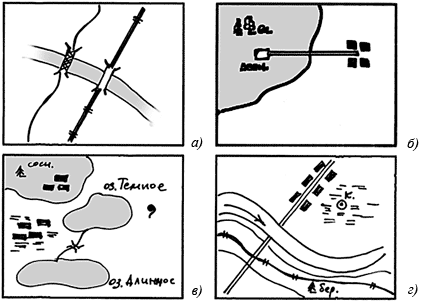 а)
б)
сосн.
оз. Темное
оз. Длинное
в)
К.
бер.
г)